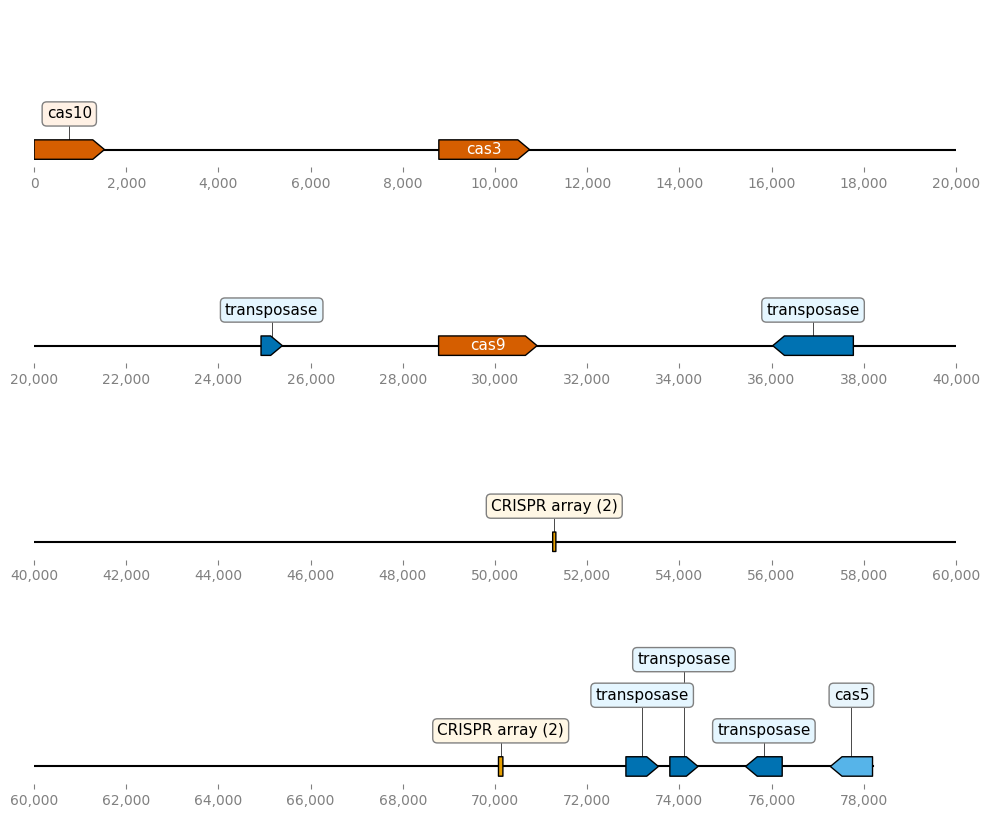 cas10
cas3
0 2,000 4,000 6,000 8,000 10,000 12,000 14,000 16,000 18,000 20,000
transposase transposase
cas9
20,000 22,000 24,000 26,000 28,000 30,000 32,000 34,000 36,000 38,000 40,000
CRISPR array (2)
40,000 42,000 44,000 46,000 48,000 50,000 52,000 54,000 56,000 58,000 60,000
transposase
transposase cas5
CRISPR array (2) transposase
60,000 62,000 64,000 66,000 68,000 70,000 72,000 74,000 76,000 78,000